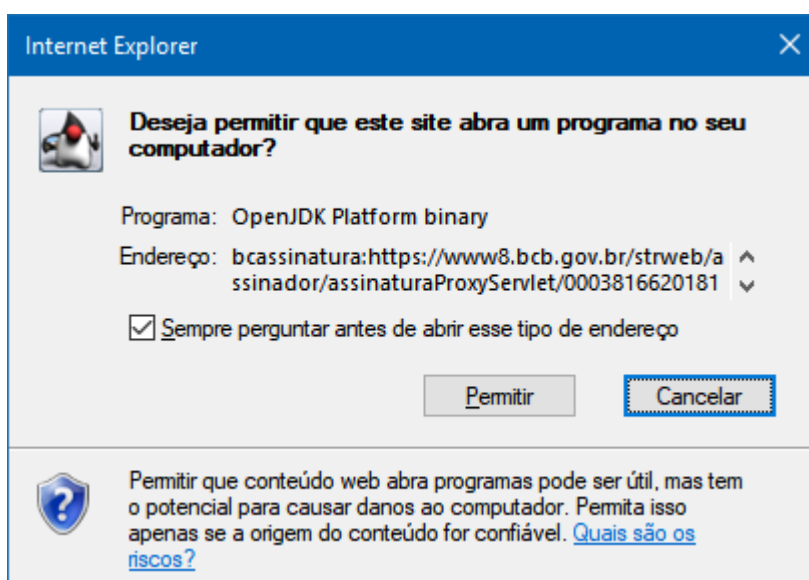 Internet Explorer
Deseja permitir que este site abra um programa no seu
computador?
Programa: OpenJDK Platform binary
Endereço: bcassinatura:https://www8.bcb.gov.br/strweb/a
ssinador/assinaturaProxyServlet/0003816620181
Sempre perguntar antes de abrir esse tipo de endereço
Permitir Cancelar
Permitir que conteúdo web abra programas pode ser útil, mas tem
o potencial para causar danos ao computador. Permita isso
apenas se a origem do conteúdo for confiável. Quais são os
riscos?